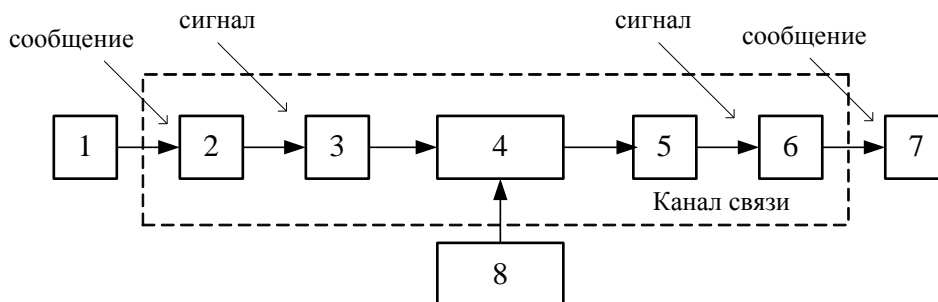 сигнал
сигнал
сообщение
сообщение
1
2
3
4
5
6
7
Канал связи
8